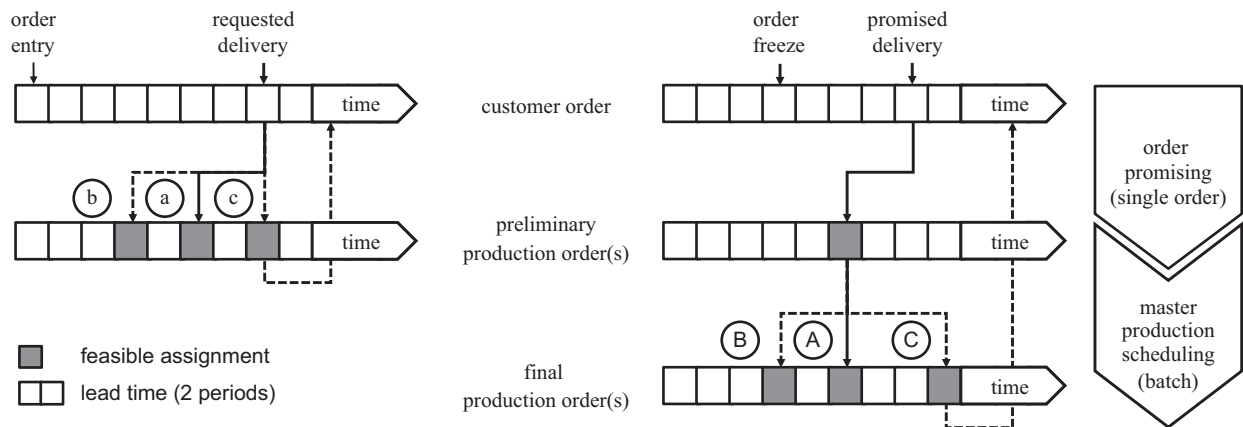 order
entry
requested
delivery
order
freeze
promised
delivery
time
customer order
time
order
promising
(single order)
b
a
c
time
preliminary
production order(s)
time
master
production
scheduling
(batch)
B
A
C
feasible assignment
lead time (2 periods)
final
production order(s)
time